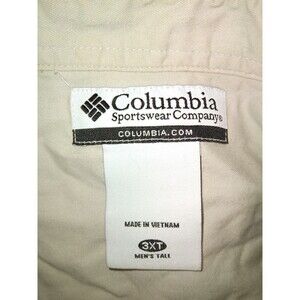 Columbia
Sportswear Company®
COLUMBIA.COM
MADE IN VIETNAM
3XT
MEN'S TALL